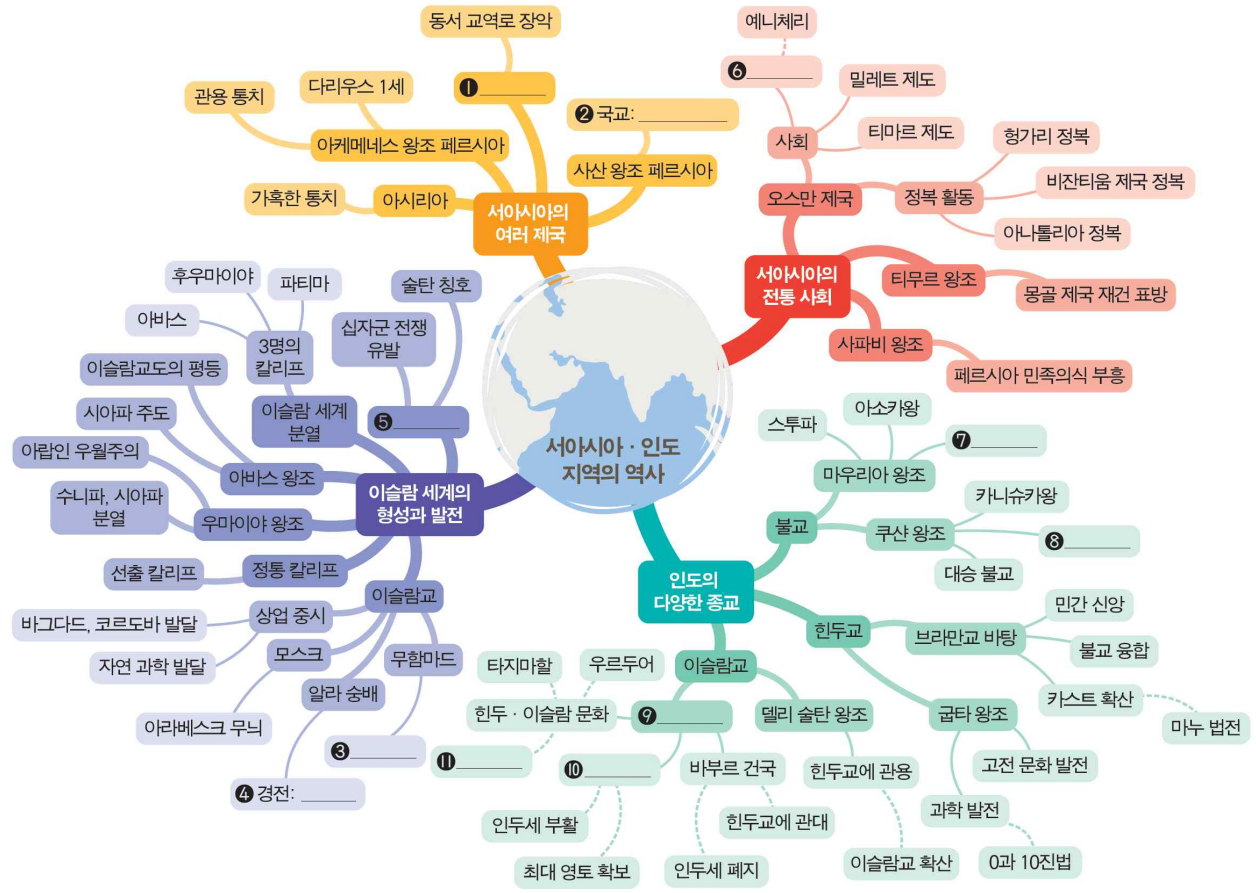 서아시아 · 인도
지역의 역사
서아시아의
여러 제국
동서 교역로 장악
❶
다리우스 1세
관용 통치
아케메네스 왕조 페르시아
❷ 국교:
사산 왕조 페르시아
가혹한 통치
아시리아
서아시아의
전통 사회
예니체리
❻
밀레트 제도
티마르 제도
사회
오스만 제국
정복 활동
헝가리 정복
비잔티움 제국 정복
아나톨리아 정복
티무르 왕조
몽골 제국 재건 표방
사파비 왕조
페르시아 민족의식 부흥
이슬람 세계의
형성과 발전
술탄 칭호
십자군 전쟁
유발
❺
후우마이야
파티마
아바스
3명의
칼리프
이슬람 세계
분열
이슬람교도의 평등
시아파 주도
아바스 왕조
아랍인 우월주의
수니파, 시아파
분열
우마이야 왕조
선출 칼리프
정통 칼리프
이슬람교
상업 중시
바그다드, 코르도바 발달
자연 과학 발달
모스크
아라베스크 무늬
알라 숭배
❹ 경전:
무함마드
❸
인도의
다양한 종교
불교
스투파
아소카왕
❼
마우리아 왕조
쿠샨 왕조
카니슈카왕
❽
대승 불교
힌두교
브라만교 바탕
민간 신앙
불교 융합
카스트 확산
마누 법전
굽타 왕조
고전 문화 발전
과학 발전
0과 10진법
이슬람교
델리 술탄 왕조
힌두교에 관용
이슬람교 확산
❾
타지마할
우르두어
힌두 · 이슬람 문화
⓫
❿
인두세 부활
최대 영토 확보
바부르 건국
힌두교에 관대
인두세 폐지